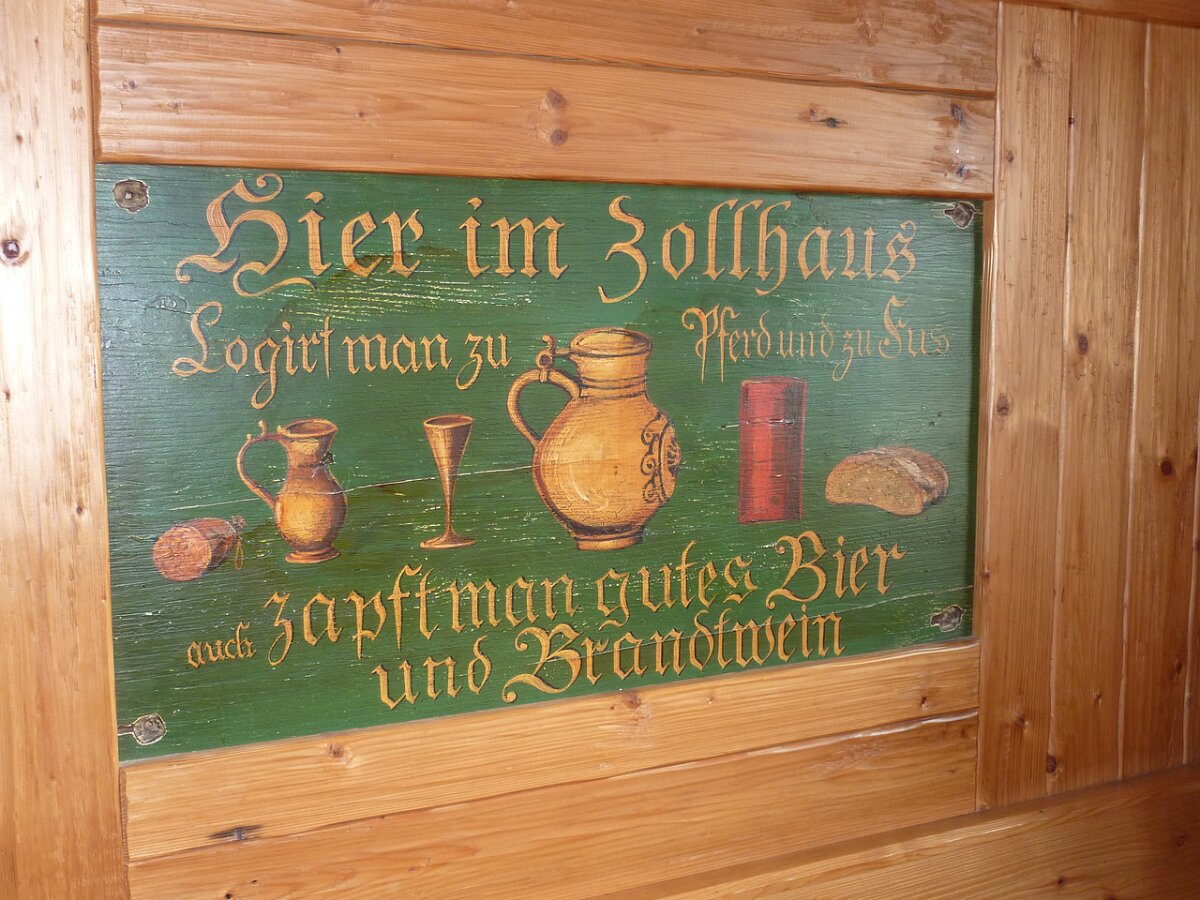 Hier im Zollhaus
Logirt man zu Pferd und zu Fus
auch zapft man gutes Bier
und Brandtwein